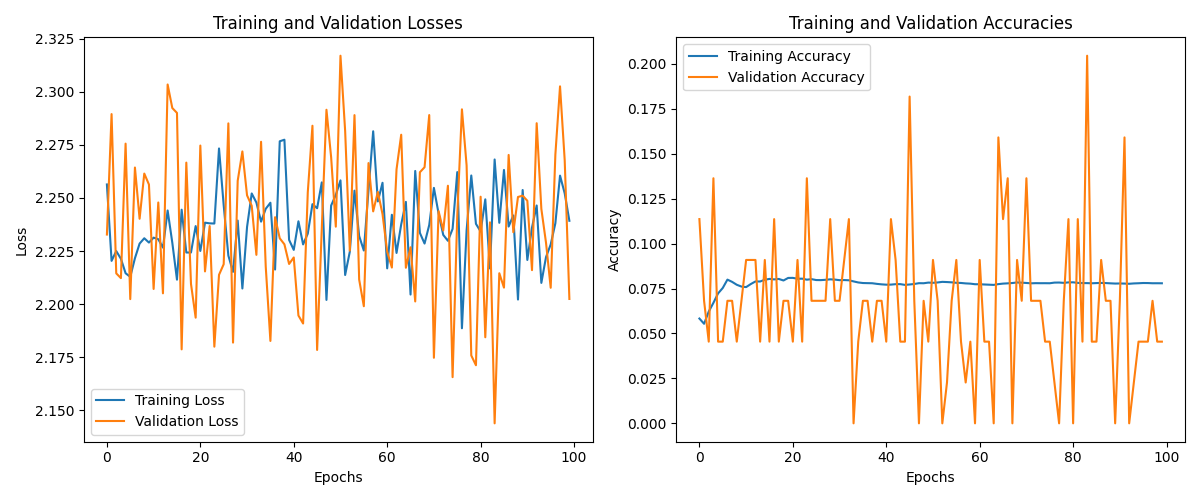 Training and Validation Losses
2.325
2.300
2.275
2.250
2.225
2.200
2.175
2.150
Loss
Training Loss
Validation Loss
0
20
40
60
80
100
Epochs
Training and Validation Accuracies
0.200
0.175
0.150
0.125
0.100
0.075
0.050
0.025
0.000
Accuracy
Training Accuracy
Validation Accuracy
0
20
40
60
80
100
Epochs